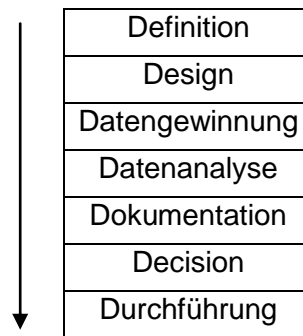 Definition
Design
Datengewinnung
Datenanalyse
Dokumentation
Decision
Durchführung